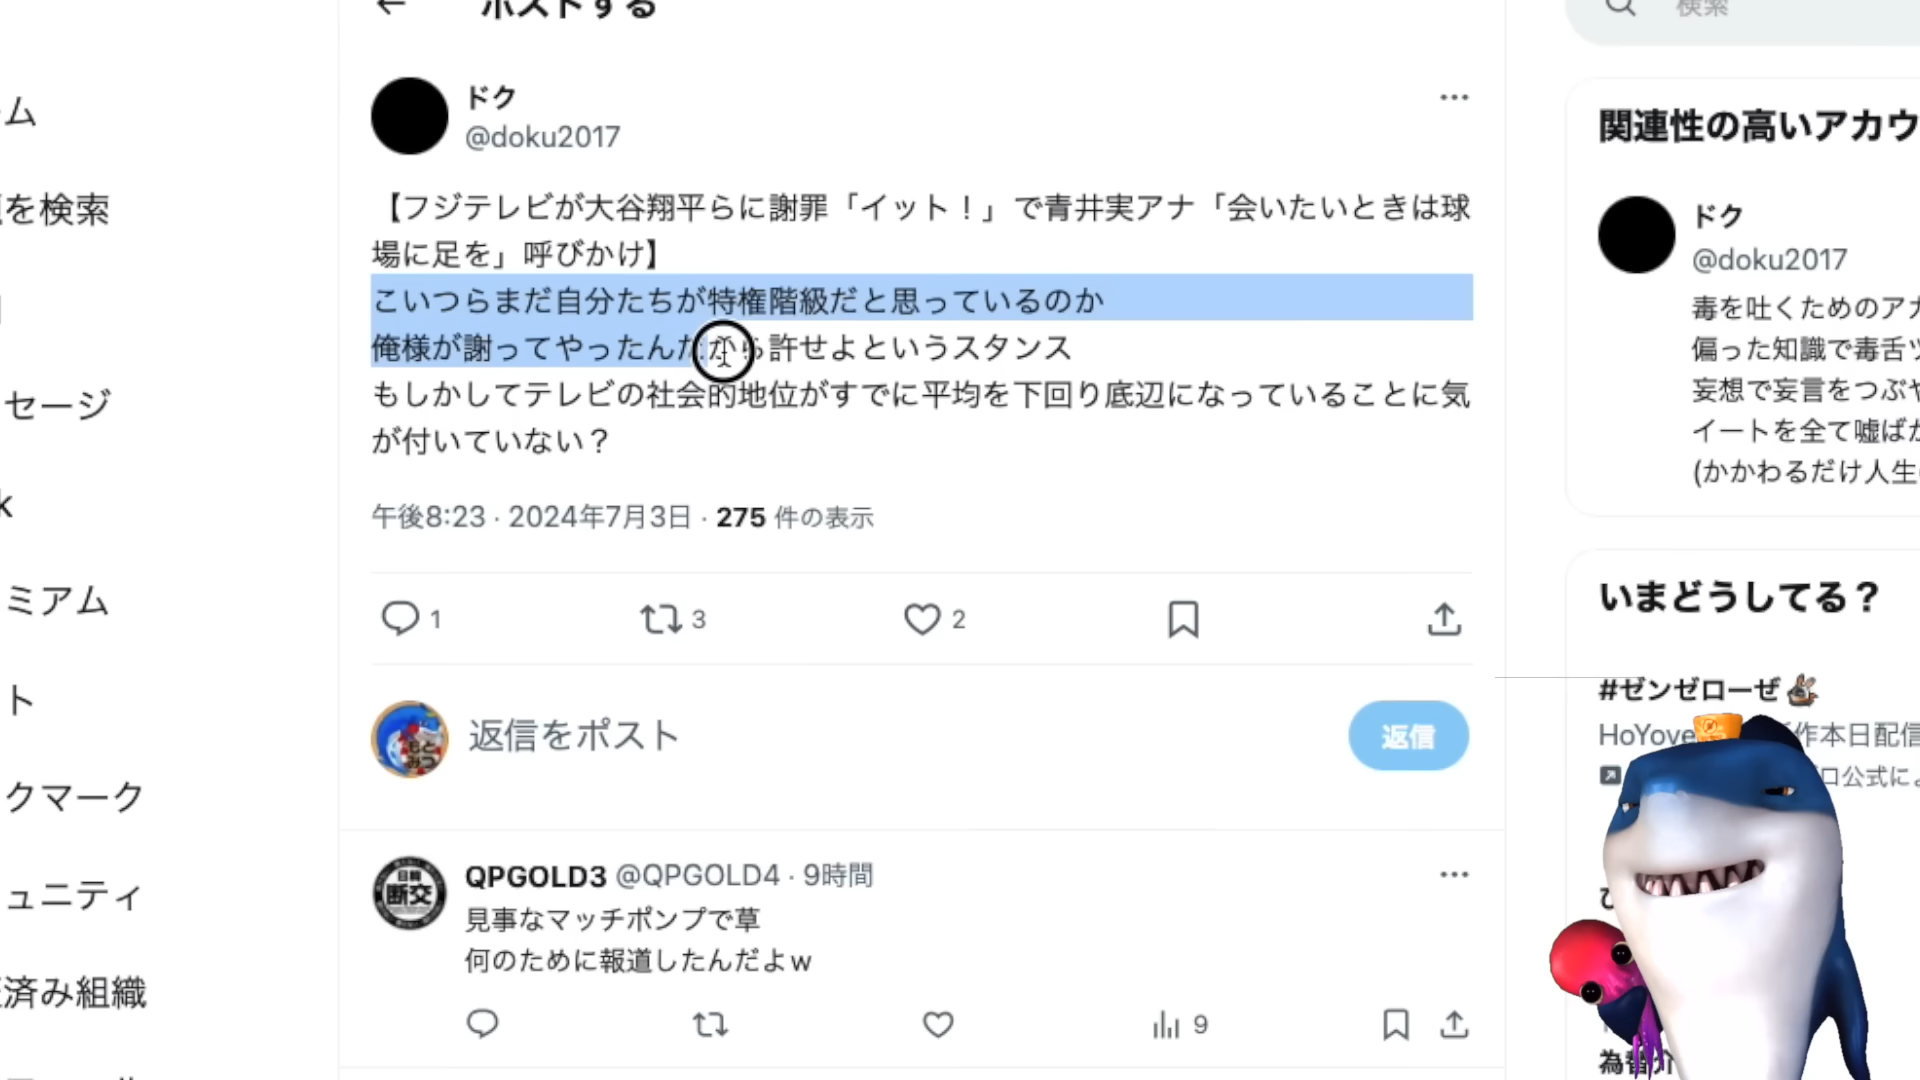 ポストする
検索
ム
を検索
セージ
k
ミアム
ト
クマーク
ュニティ
済み組織
ドク
@doku2017
【フジテレビが大谷翔平らに謝罪「イット！」で青井実アナ「会いたいときは球
場に足を」呼びかけ】
こいつらまだ自分たちが特権階級だと思っているのか
俺様が謝ってやったんだから許せよというスタンス
もしかしてテレビの社会的地位がすでに平均を下回り底辺になっていることに気
が付いていない？
午後8:23 · 2024年7月3日 · 275 件の表示
1
3
2
もと
みつ
返信をポスト
返信
断交
QPGOLD3 @QPGOLD4 · 9時間
見事なマッチポンプで草
何のために報道したんだよw
9
関連性の高いアカウ
ドク
@doku2017
毒を吐くためのアカ
偏った知識で毒舌ツ
妄想で妄言をつぶや
イートを全て嘘ばか
(かかわるだけ人生
いまどうしてる？
#ゼンゼローぜ
HoYove 作本日配信
ロ公式によ